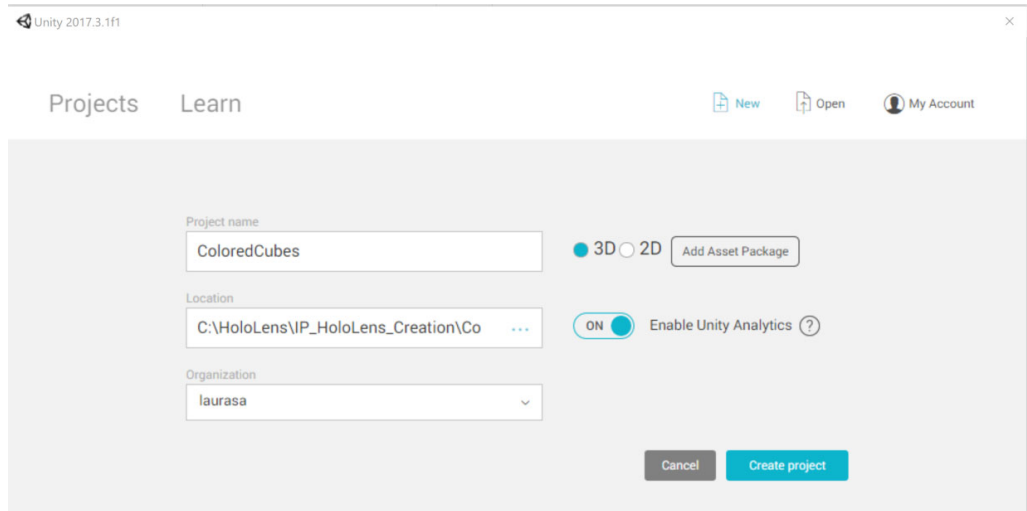 Unity 2017.3.1f1
Projects Learn New Open My Account
Project name
ColoredCubes 3D 2D Add Asset Package
Location
C:\HoloLens\IP_HoloLens_Creation\Co ... ON Enable Unity Analytics ?
Organization
laurasa
Cancel Create project